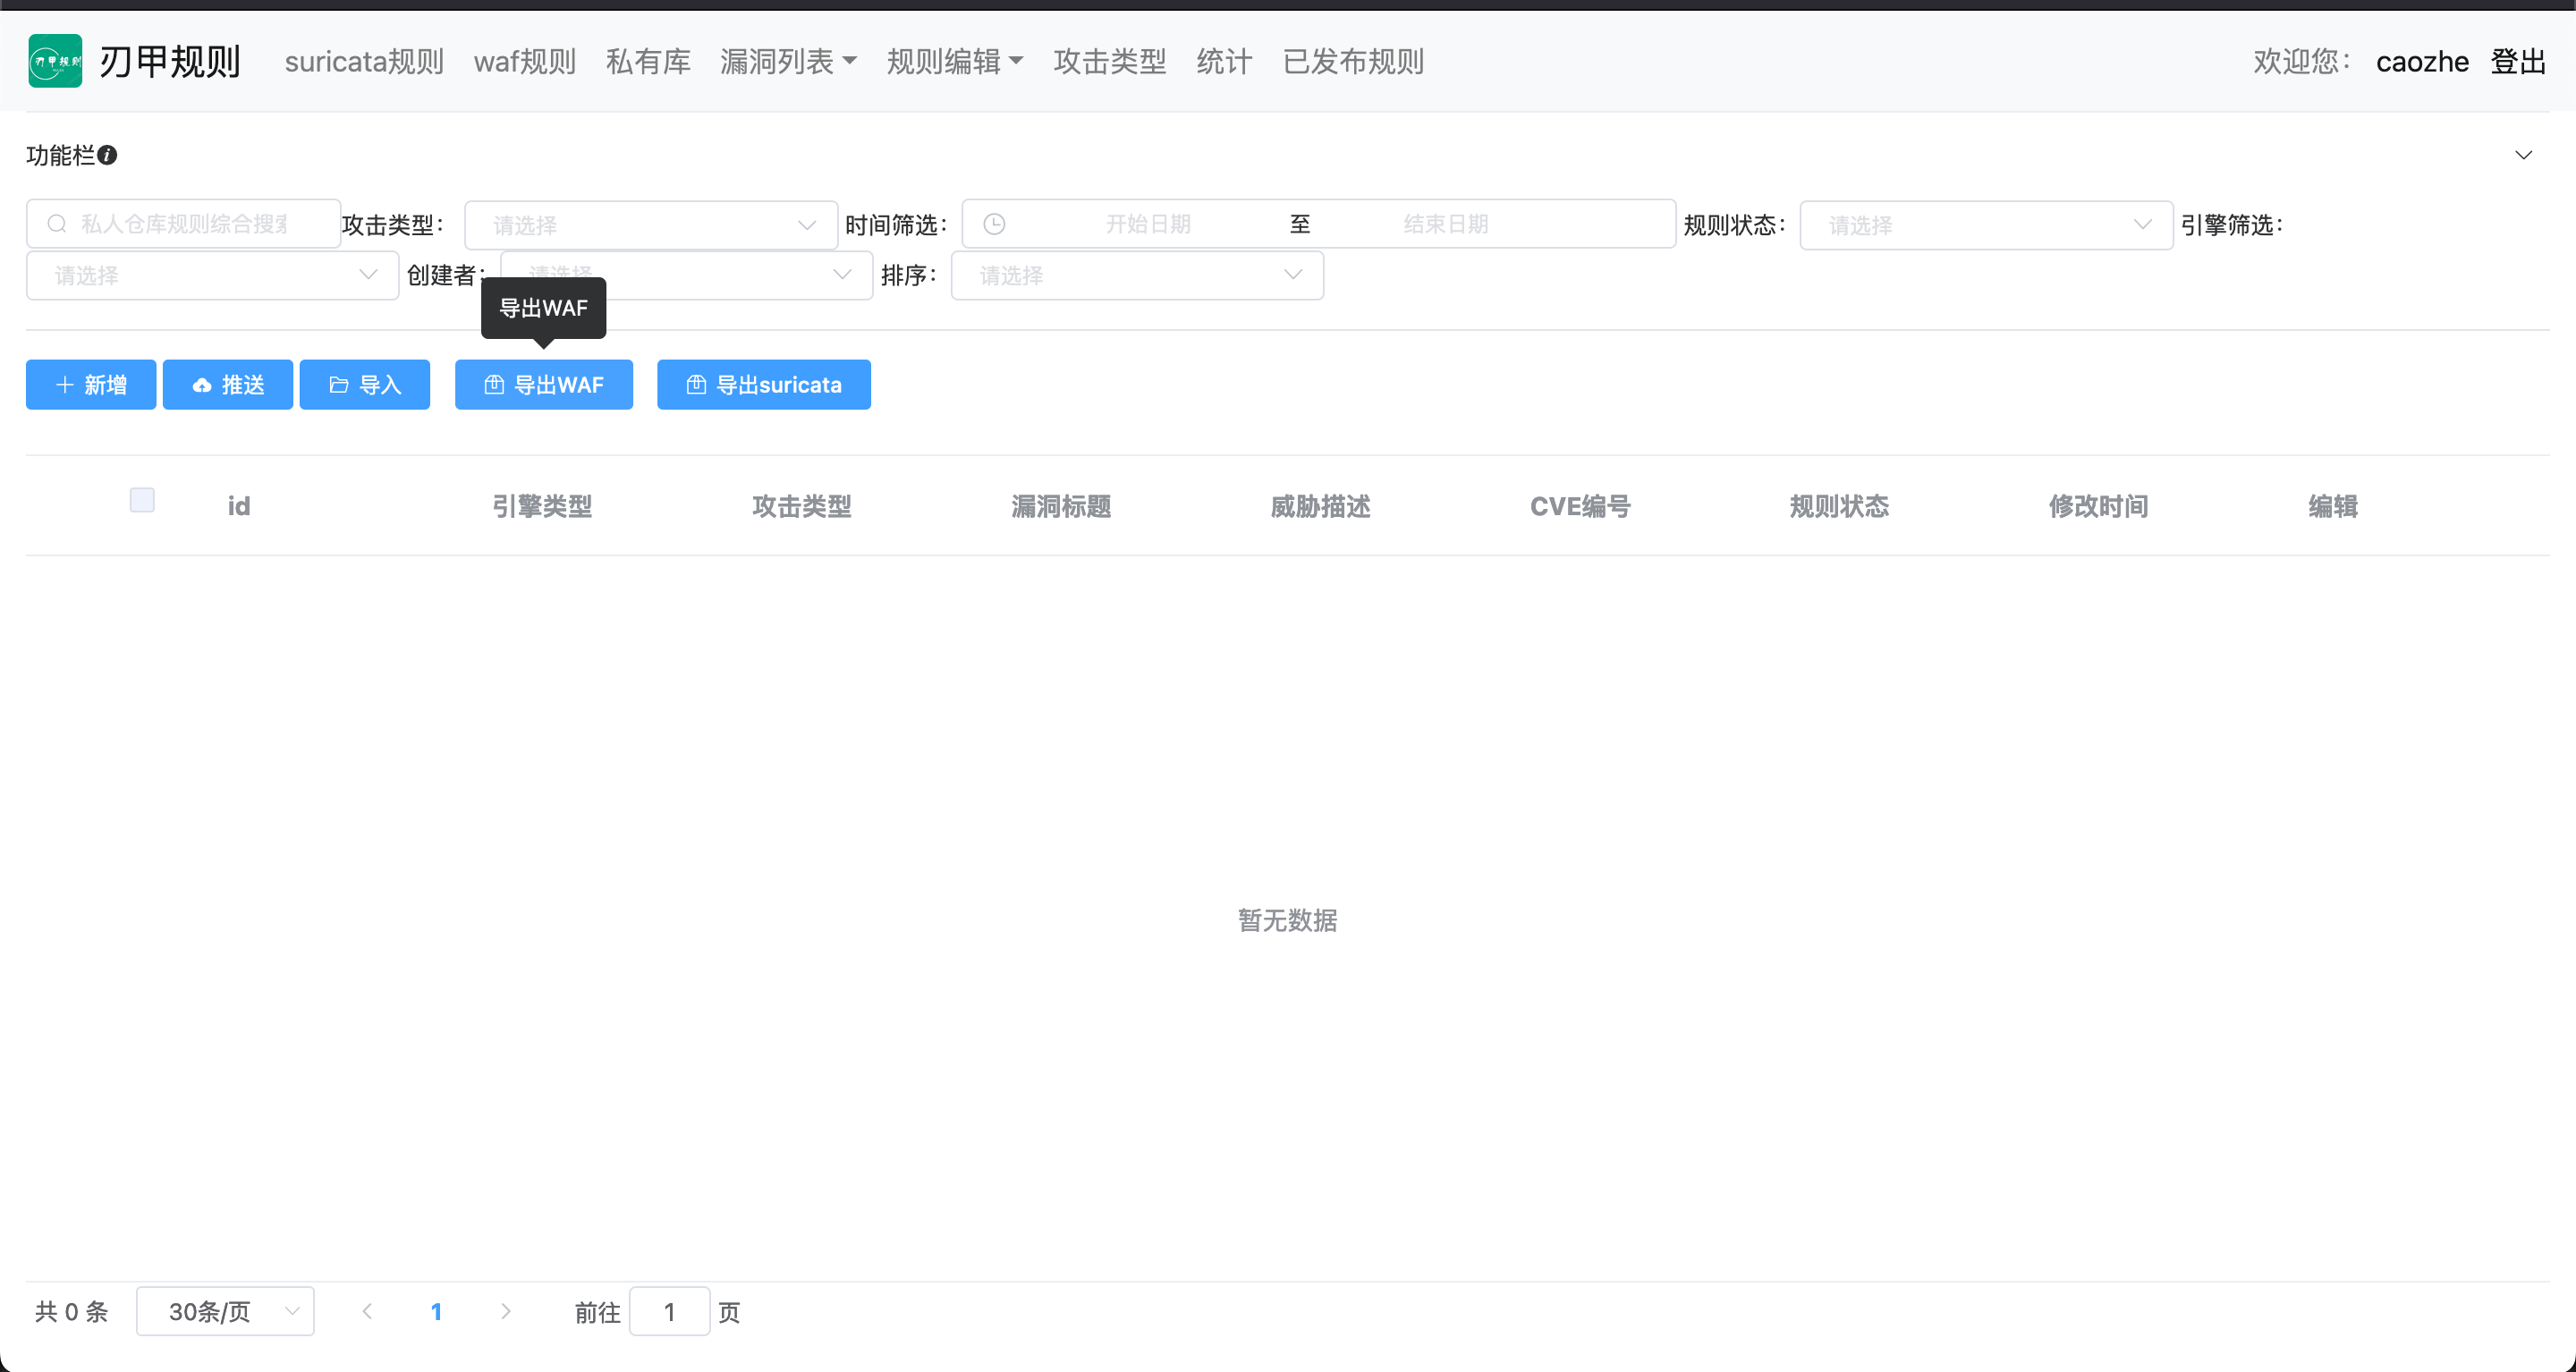 刃甲规则 刃甲规则 suricata规则 waf规则 私有库 漏洞列表 规则编辑 攻击类型 统计 已发布规则 欢迎您： caozhe 登出
功能栏
私人仓库规则综合搜索 攻击类型： 请选择 时间筛选： 开始日期 至 结束日期 规则状态： 请选择 引擎筛选：
请选择 创建者： 请选择 排序： 请选择
导出WAF
新增 推送 导入 导出WAF 导出suricata
id 引擎类型 攻击类型 漏洞标题 威胁描述 CVE编号 规则状态 修改时间 编辑
暂无数据
共 0 条 30条/页 1 前往 1 页